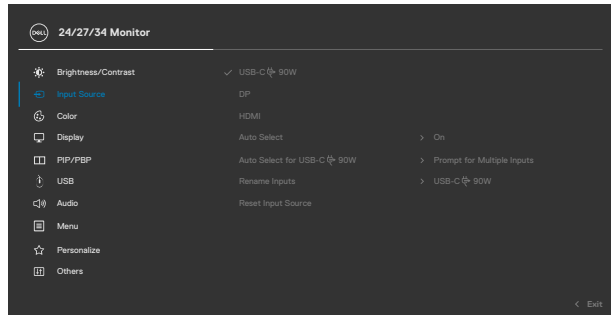 DELL
24/27/34 Monitor
Brightness/Contrast
USB-C 90W
Input Source
DP
Color
HDMI
Display
Auto Select
On
PIP/PBP
Auto Select for USB-C 90W
Prompt for Multiple Inputs
USB
Rename Inputs
USB-C 90W
Audio
Reset Input Source
Menu
Personalize
Others
Exit